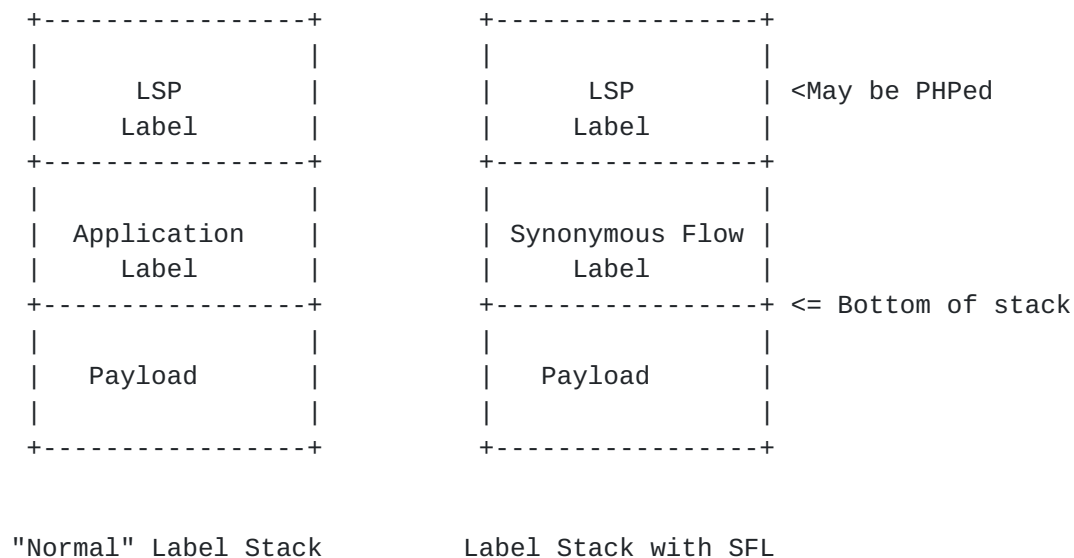 +-----------------+ +-----------------+
| | | |
| LSP | | LSP | <May be PHPed
| Label | | Label |
+-----------------+ +-----------------+
| | | |
| Application | | Synonymous Flow |
| Label | | Label |
+-----------------+ +-----------------+ <= Bottom of stack
| | | |
| Payload | | Payload |
| | | |
+-----------------+ +-----------------+
"Normal" Label Stack Label Stack with SFL